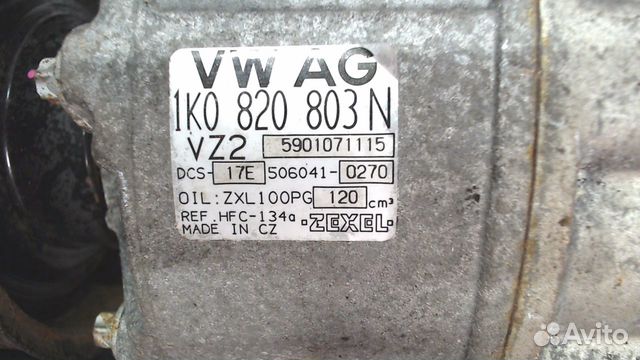 VW AG
1K0 820 803 N
VZ2 5901071115
DCS- 17E 506041- 0270
OIL: ZXL100PG 120 cm³
REF. HFC-134a
MADE IN CZ ·ZEXEL·
Avito